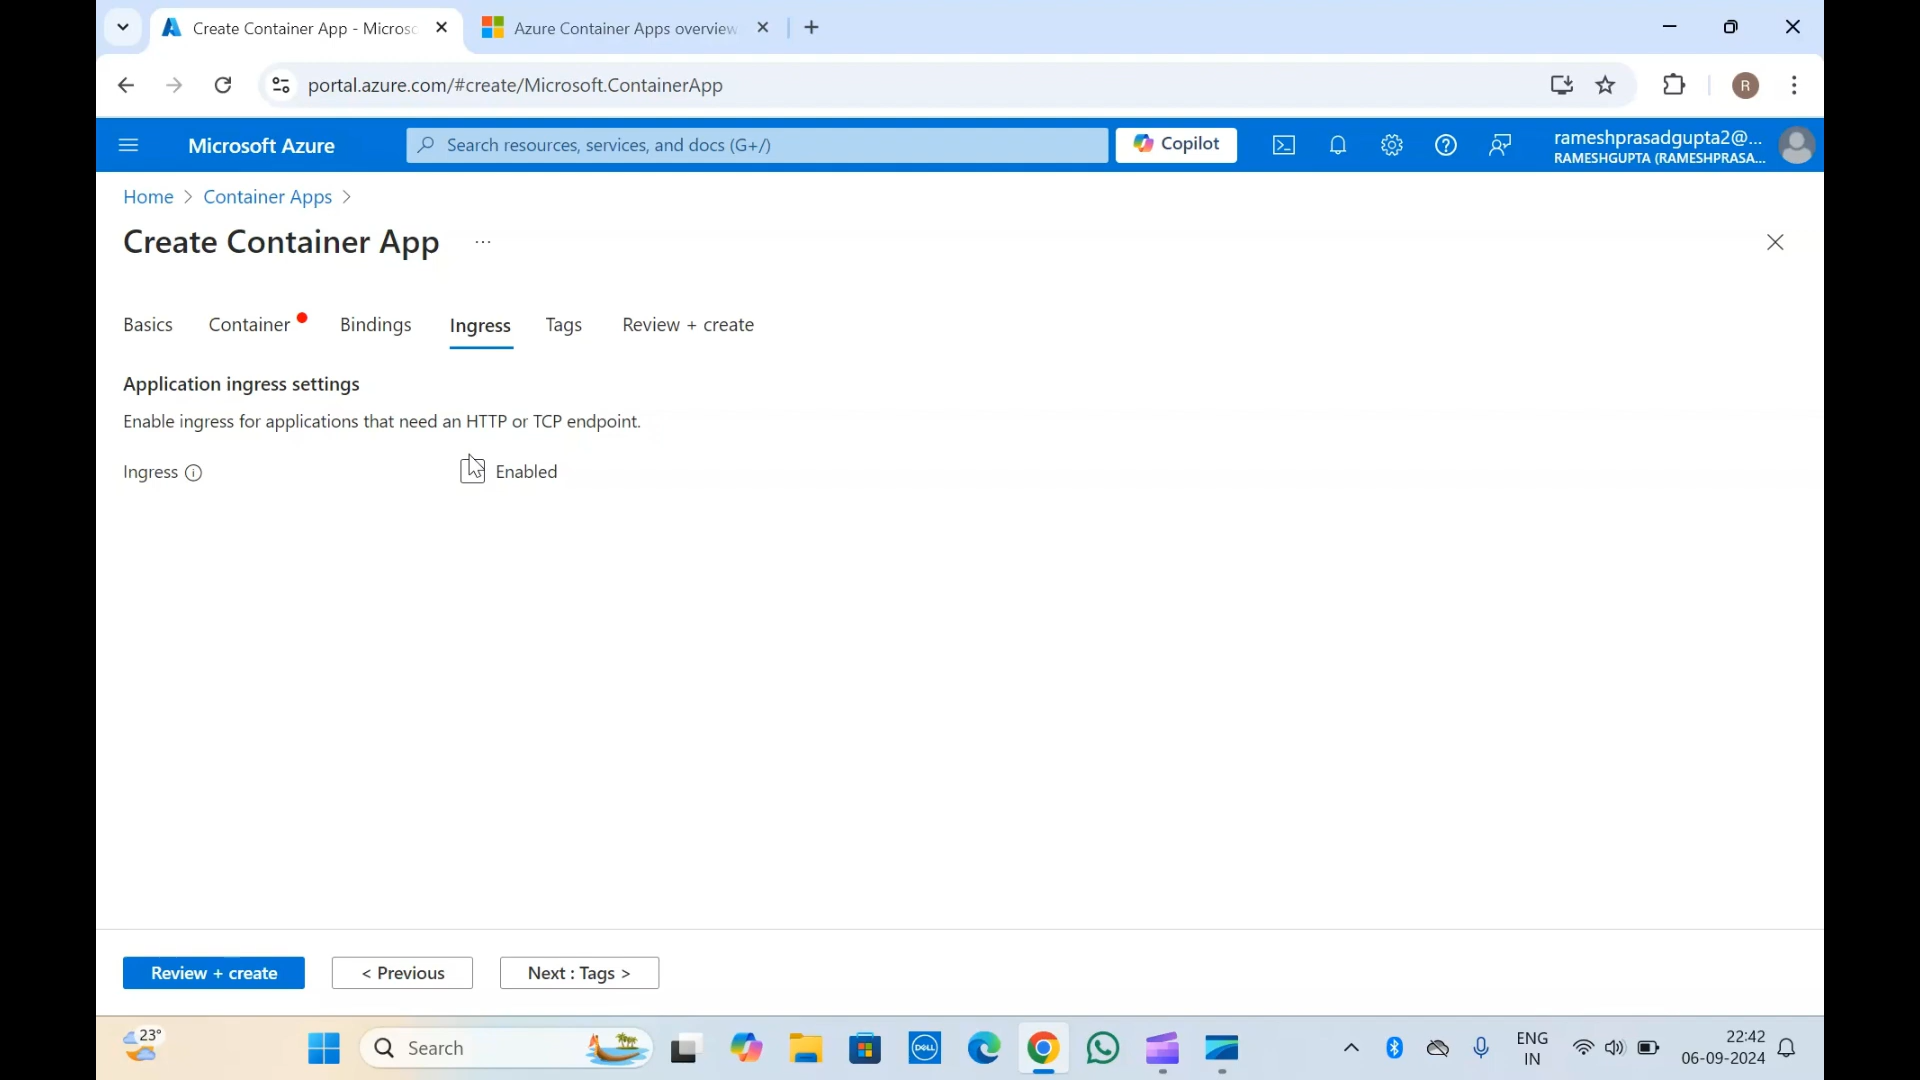 Create Container App - Microsc
Azure Container Apps overview
portal.azure.com/#create/Microsoft.ContainerApp
R
Microsoft Azure
Search resources, services, and docs (G+/)
Copilot
rameshprasadgupta2@...
RAMESHGUPTA (RAMESHPRASA...
Home > Container Apps >
Create Container App ...
Basics Container Bindings Ingress Tags Review + create
Application ingress settings
Enable ingress for applications that need an HTTP or TCP endpoint.
Ingress Enabled
Review + create
< Previous
Next : Tags >
23°
Search
DELL
ENG
IN
22:42
06-09-2024